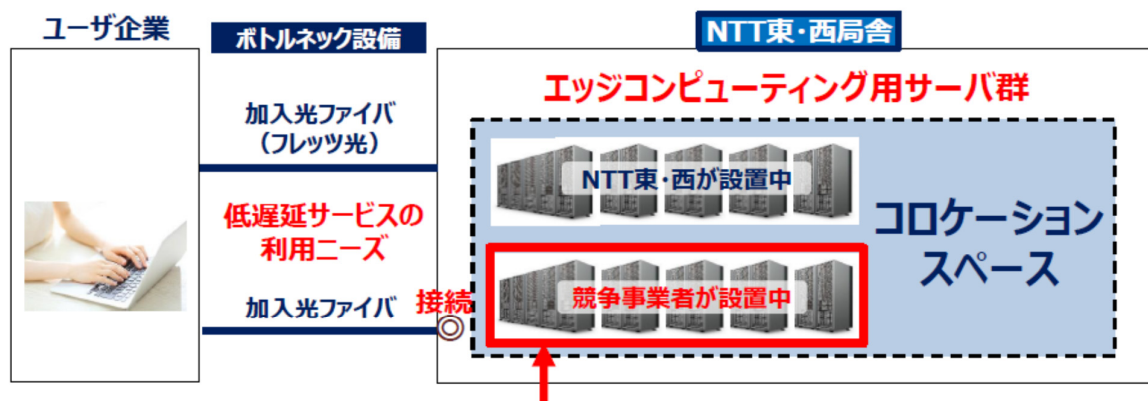 ユーザ企業
ボトルネック設備
NTT東・西局舎
エッジコンピューティング用サーバ群
加入光ファイバ
（フレッツ光）
NTT東・西が設置中
低遅延サービスの
利用ニーズ
コロケーション
スペース
加入光ファイバ
接続
◎
競争事業者が設置中